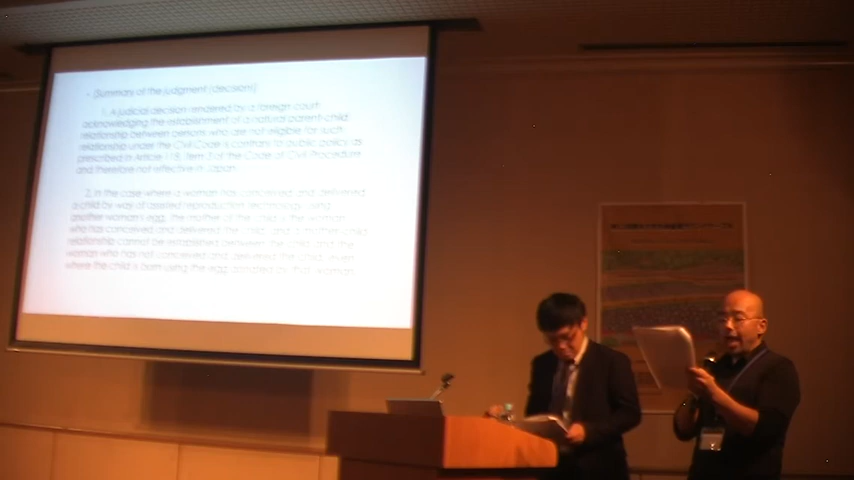 - [Summary of the judgment (decision)]
1. A judicial decision rendered by a foreign court
acknowledging the establishment of a natural parent-child
relationship between persons who are not eligible for such
relationship under the Civil Code is contrary to public policy as
prescribed in Article 118, item 3 of the Code of Civil Procedure
and therefore not effective in Japan.
2. In the case where a woman has conceived and delivered
a child by way of assisted reproduction technology using
another woman's egg, the mother of the child is the woman
who has conceived and delivered the child, and a mother-child
relationship cannot be established between the child and the
woman who has not conceived and delivered the child, even
where the child is born using the egg donated by that woman.